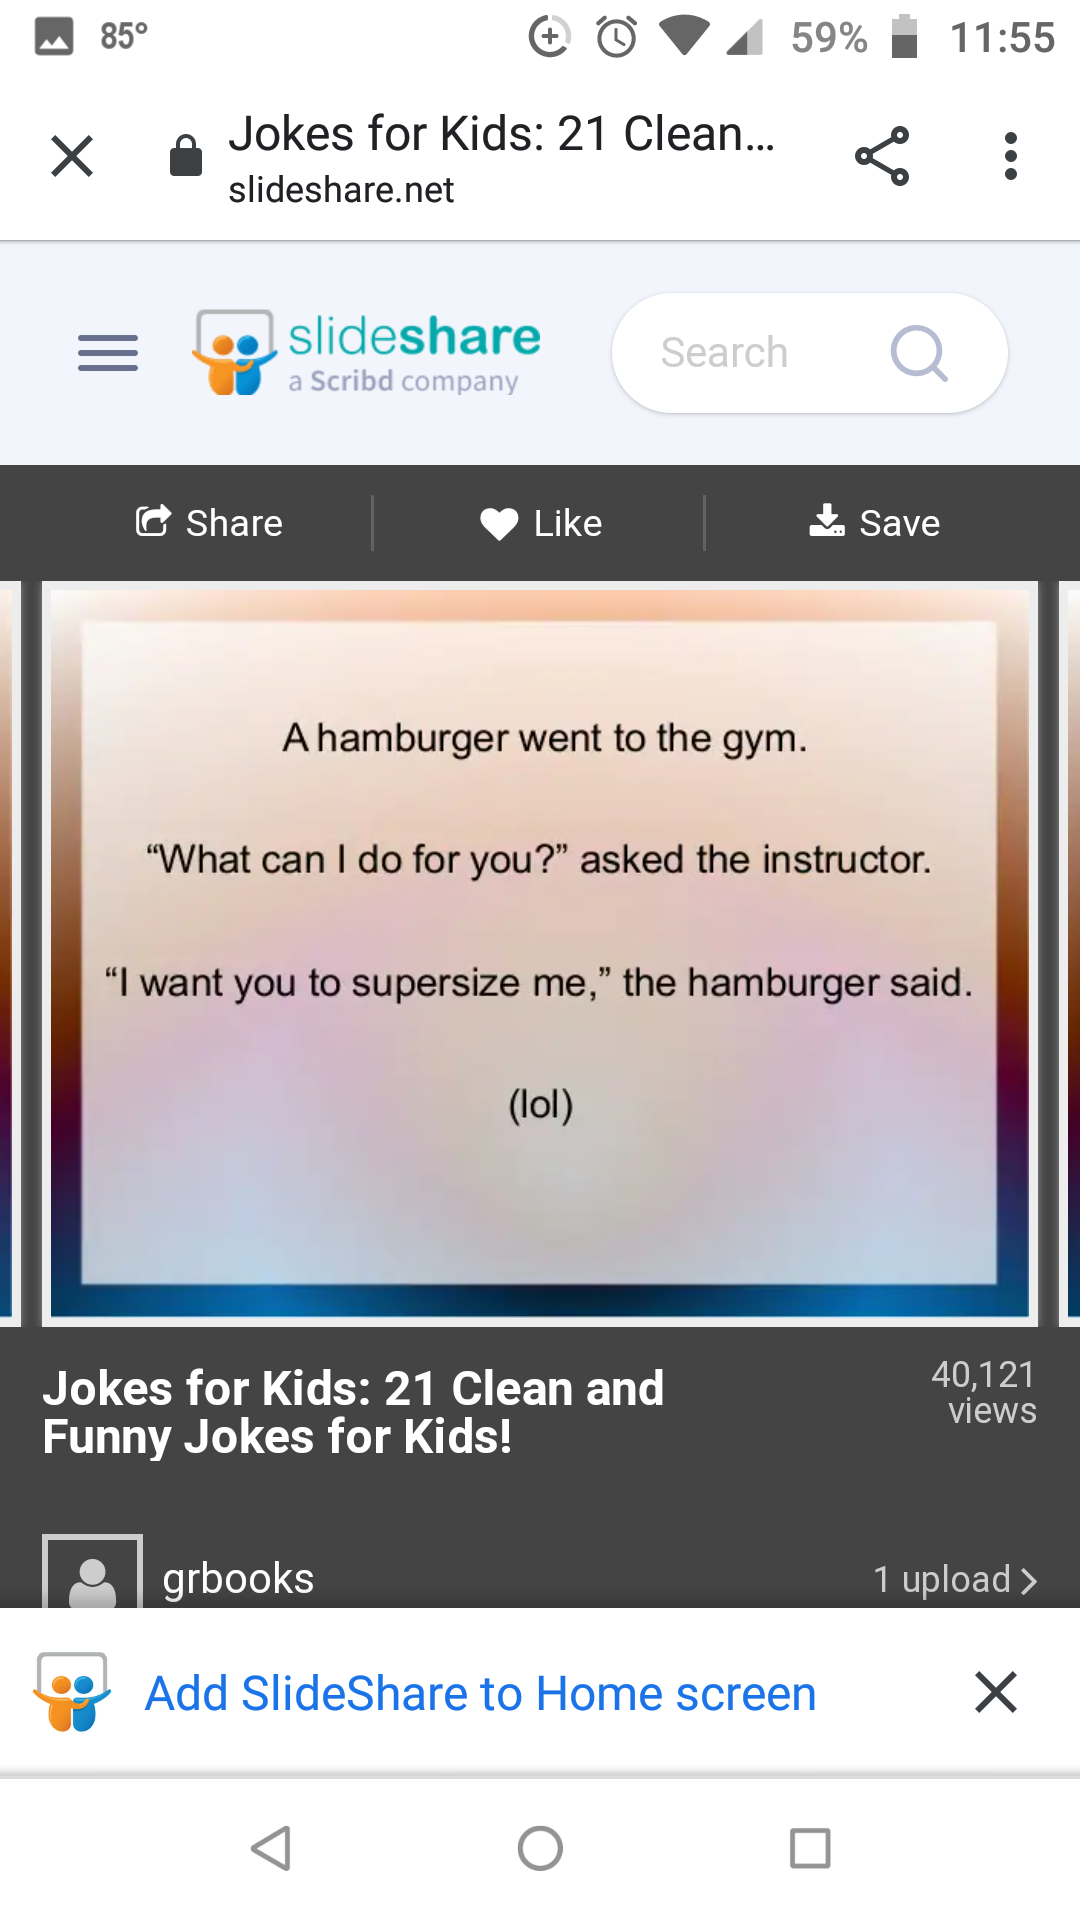 85°
59%
11:55
Jokes for Kids: 21 Clean...
slideshare.net
slideshare
a Scribd company
Search
Share
Like
Save
A hamburger went to the gym.
“What can I do for you?” asked the instructor.
“I want you to supersize me,” the hamburger said.
(lol)
Jokes for Kids: 21 Clean and
Funny Jokes for Kids!
40,121
views
grbooks
1 upload
Add SlideShare to Home screen